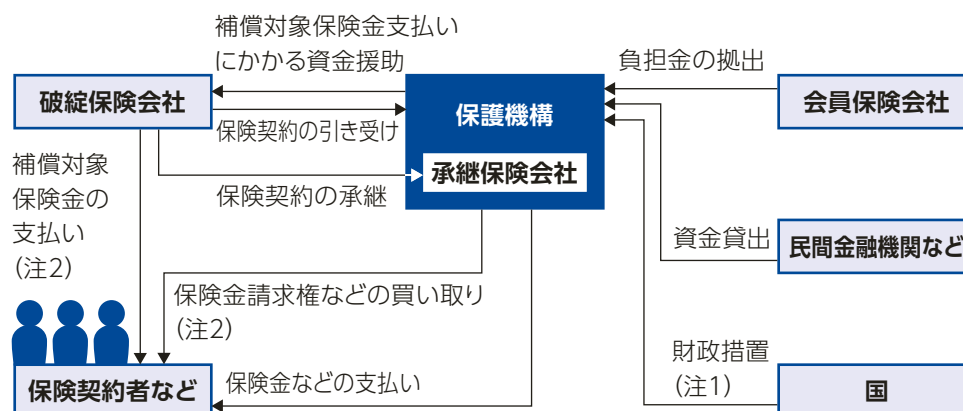 補償対象保険金支払い
にかかる資金援助
負担金の拠出
破綻保険会社
保護機構
会員保険会社
保険契約の引き受け
補償対象
保険金の
支払い
(注2)
承継保険会社
保険契約の承継
資金貸出
民間金融機関など
保険金請求権などの買い取り
(注2)
財政措置
(注1)
保険契約者など
保険金などの支払い
国